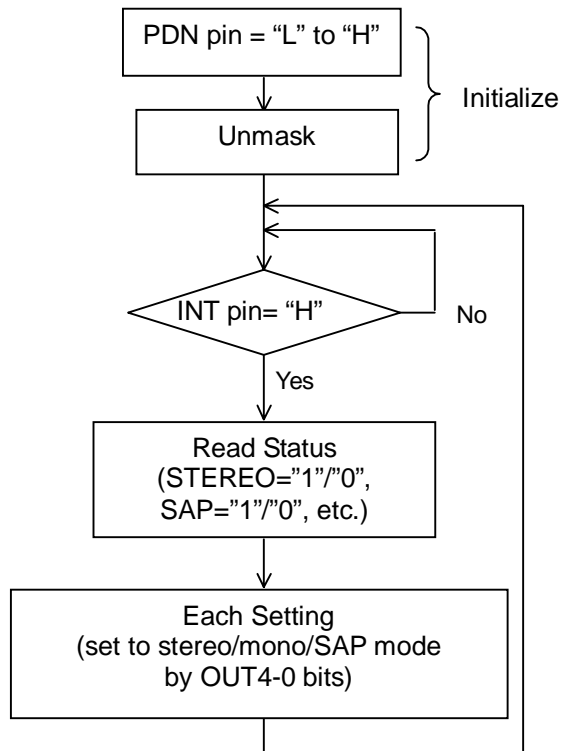 PDN pin = “L” to “H”
Initialize
Unmask
INT pin= “H”
No
Yes
Read Status
(STEREO=”1”/”0”,
SAP=”1”/”0”, etc.)
Each Setting
(set to stereo/mono/SAP mode
by OUT4-0 bits)